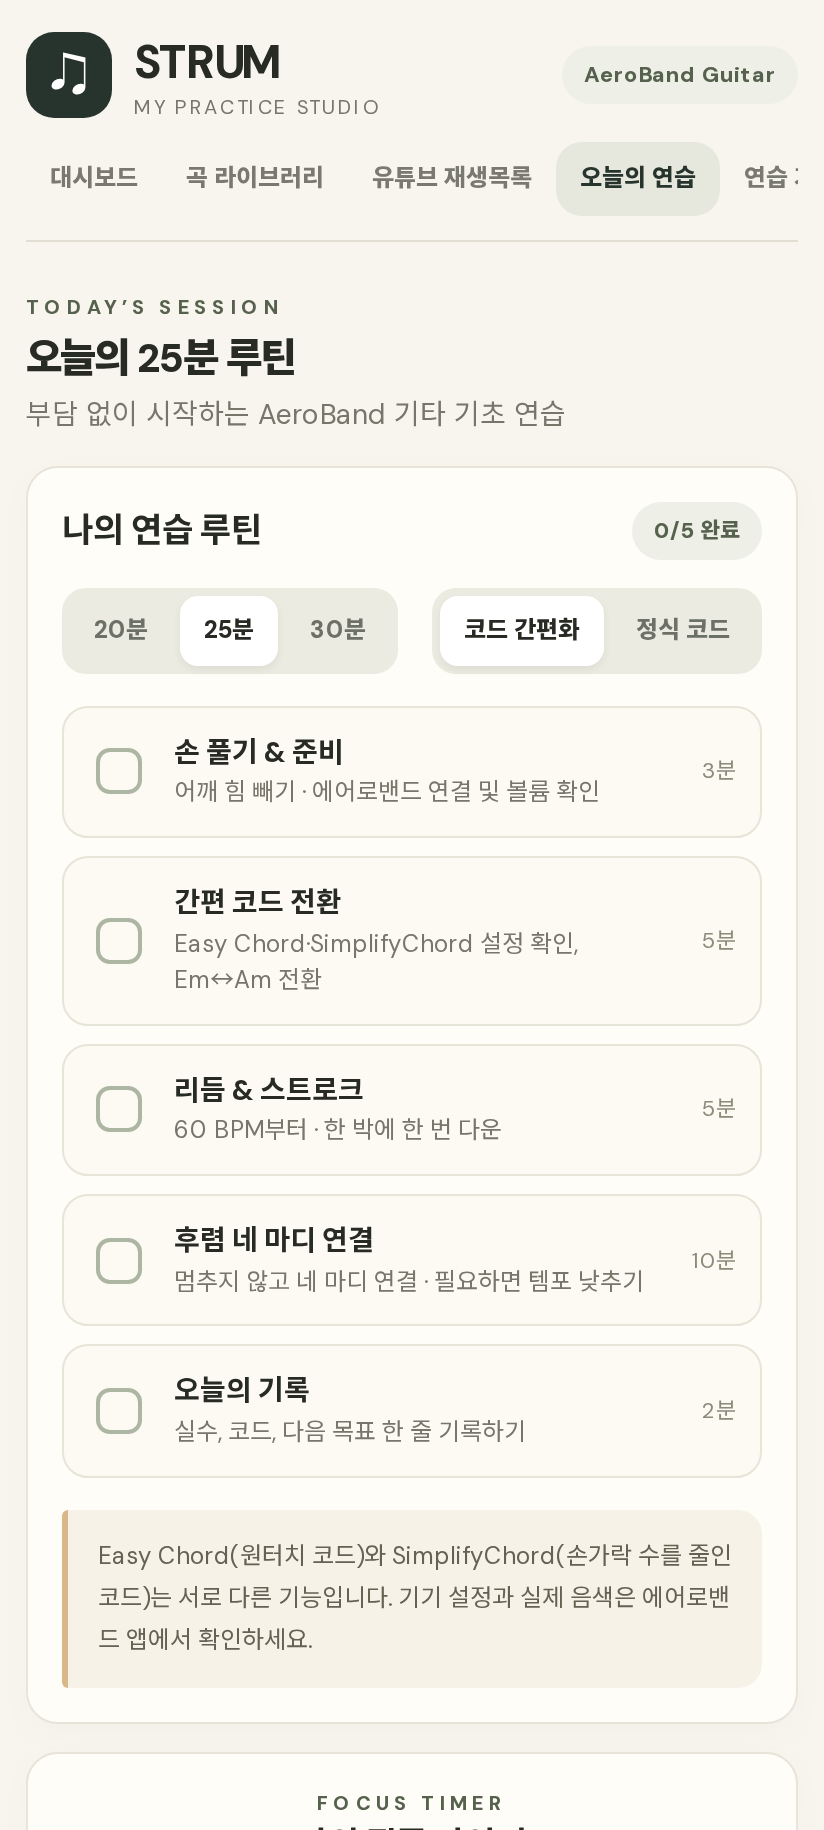 STRUM
MY PRACTICE STUDIO
AeroBand Guitar
대시보드 곡 라이브러리 유튜브 재생목록 오늘의 연습 연습
TODAY'S SESSION
오늘의 25분 루틴
부담 없이 시작하는 AeroBand 기타 기초 연습
나의 연습 루틴
0/5 완료
20분 25분 30분 코드 간편화 정식 코드
손 풀기 & 준비
어깨 힘 빼기 · 에어로밴드 연결 및 볼륨 확인
3분
간편 코드 전환
Easy Chord·SimplifyChord 설정 확인,
Em↔Am 전환
5분
리듬 & 스트로크
60 BPM부터 · 한 박에 한 번 다운
5분
후렴 네 마디 연결
멈추지 않고 네 마디 연결 · 필요하면 템포 낮추기
10분
오늘의 기록
실수, 코드, 다음 목표 한 줄 기록하기
2분
Easy Chord(원터치 코드)와 SimplifyChord(손가락 수를 줄인
코드)는 서로 다른 기능입니다. 기기 설정과 실제 음색은 에어로밴
드 앱에서 확인하세요.
FOCUS TIMER